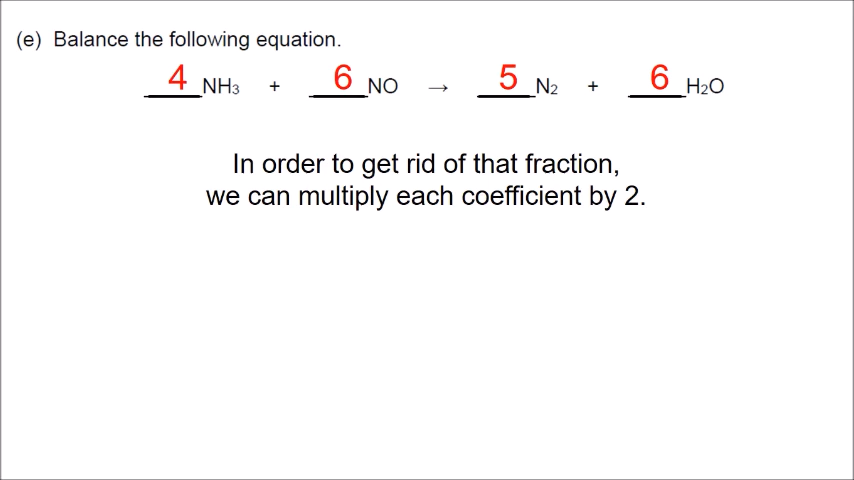 (e) Balance the following equation.
4 NH3 + 6 NO → 5 N2 + 6 H2O
In order to get rid of that fraction,
we can multiply each coefficient by 2.